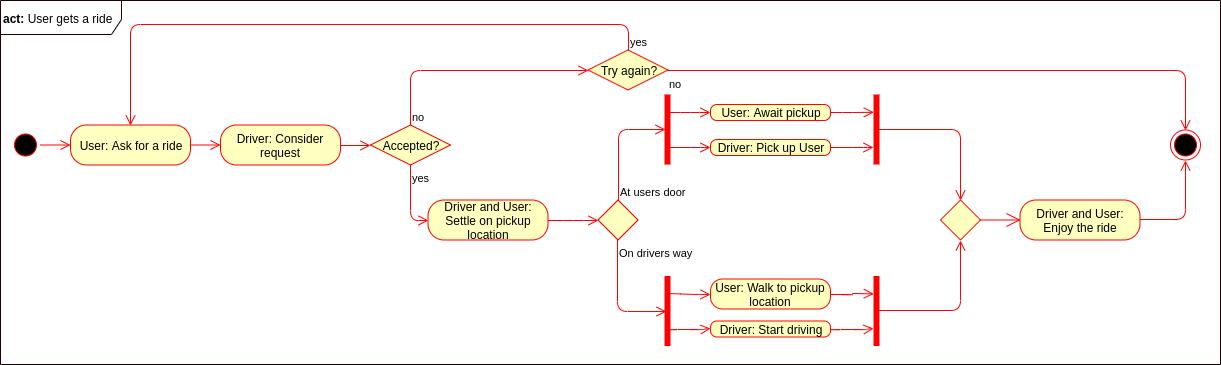 act: User gets a ride
yes
Try again?
no
User: Await pickup
no
User: Ask for a ride
Driver: Consider
request
Accepted?
Driver: Pick up User
yes
At users door
Driver and User:
Settle on pickup
location
Driver and User:
Enjoy the ride
On drivers way
User: Walk to pickup
location
Driver: Start driving